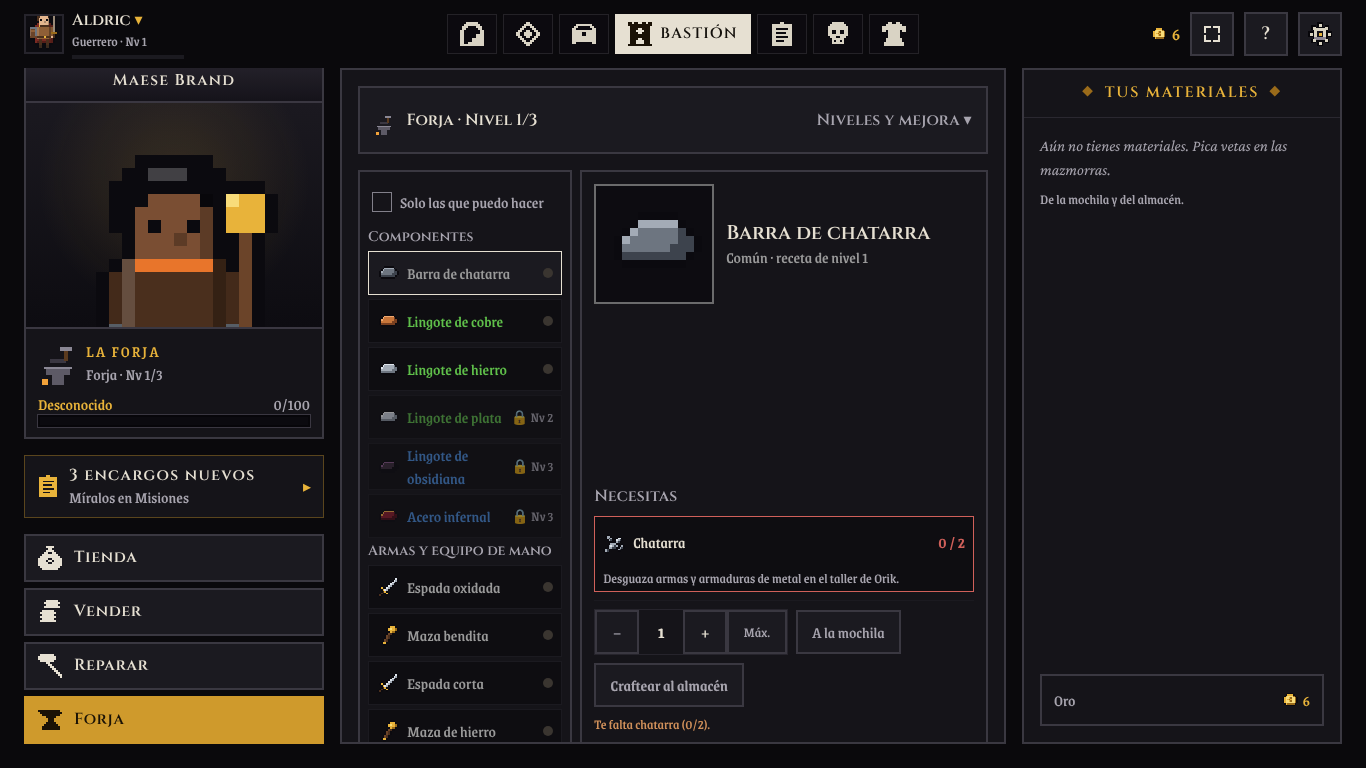 ALDRIC ▼
Guerrero · Nv 1
BASTIÓN
6
?
MAESE BRAND
LA FORJA
Forja · Nv 1/3
Desconocido 0/100
3 ENCARGOS NUEVOS
Míralos en Misiones
TIENDA
VENDER
REPARAR
FORJA
FORJA · NIVEL 1/3
NIVELES Y MEJORA ▾
Solo las que puedo hacer
COMPONENTES
Barra de chatarra
Lingote de cobre
Lingote de hierro
Lingote de plata Nv 2
Lingote de
obsidiana Nv 3
Acero infernal Nv 3
ARMAS Y EQUIPO DE MANO
Espada oxidada
Maza bendita
Espada corta
Maza de hierro
BARRA DE CHATARRA
Común · receta de nivel 1
NECESITAS
Chatarra 0 / 2
Desguaza armas y armaduras de metal en el taller de Orik.
− 1 + Máx. A la mochila
Craftear al almacén
Te falta chatarra (0/2).
◆ TUS MATERIALES ◆
Aún no tienes materiales. Pica vetas en las
mazmorras.
De la mochila y del almacén.
Oro 6